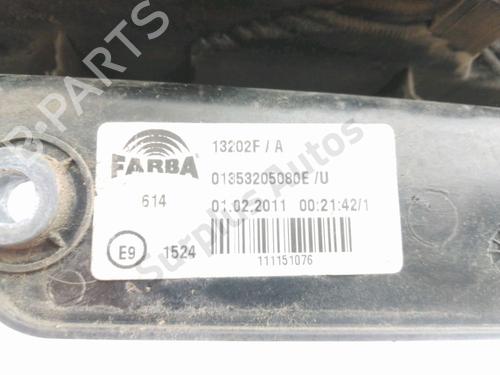 FARBA
13202F / A
01353205080E /U
614
01.02.2011 00:21:42/1
E9 1524
111151076
B-PARTS
Surplus Autos